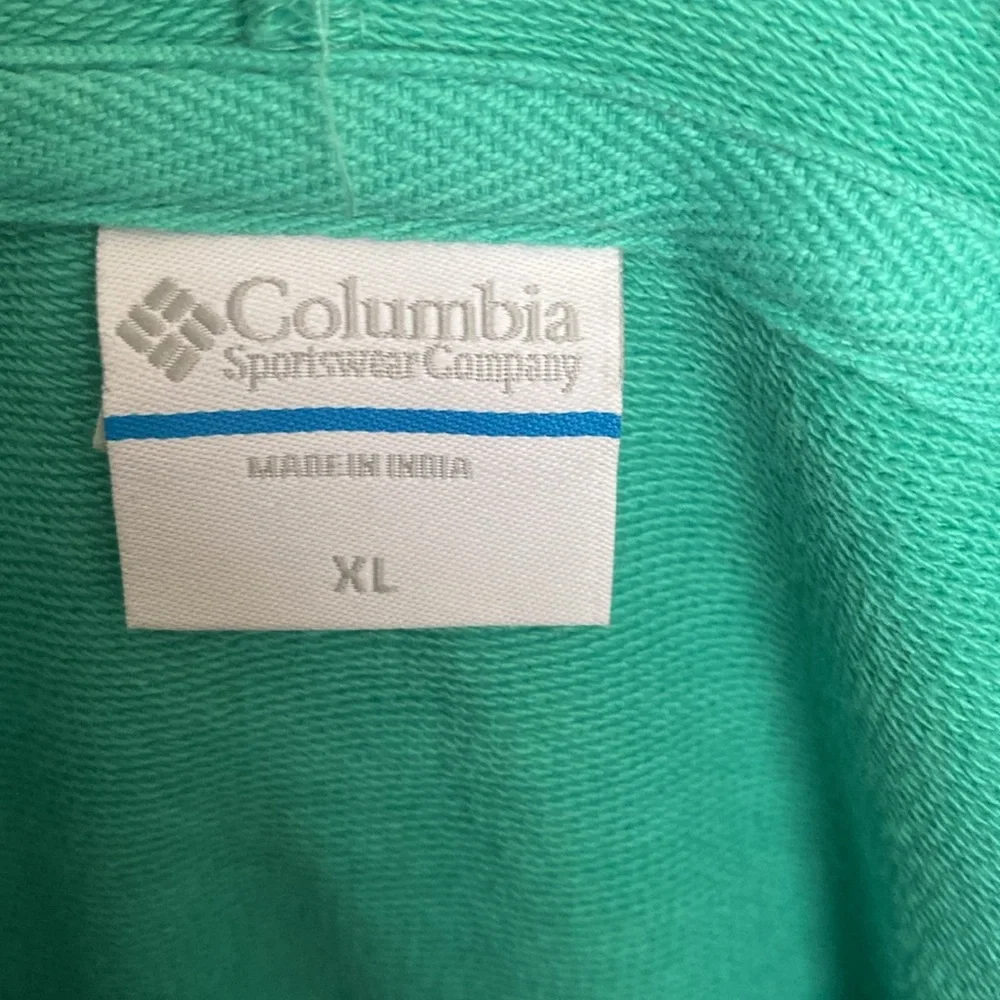 Columbia
Sportswear Company
MADE IN INDIA
XL